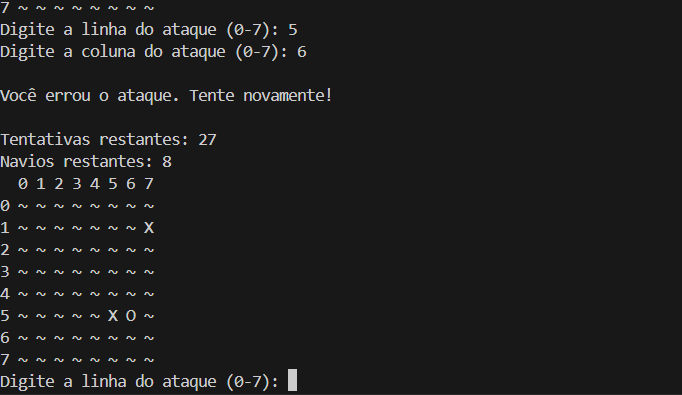 7 ~ ~ ~ ~ ~ ~ ~ ~
Digite a linha do ataque (0-7): 5
Digite a coluna do ataque (0-7): 6
Você errou o ataque. Tente novamente!
Tentativas restantes: 27
Navios restantes: 8
  0 1 2 3 4 5 6 7
0 ~ ~ ~ ~ ~ ~ ~ ~
1 ~ ~ ~ ~ ~ ~ ~ X
2 ~ ~ ~ ~ ~ ~ ~ ~
3 ~ ~ ~ ~ ~ ~ ~ ~
4 ~ ~ ~ ~ ~ ~ ~ ~
5 ~ ~ ~ ~ ~ X O ~
6 ~ ~ ~ ~ ~ ~ ~ ~
7 ~ ~ ~ ~ ~ ~ ~ ~
Digite a linha do ataque (0-7):